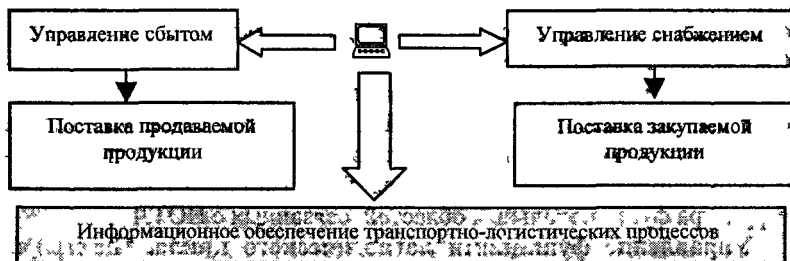 Управление сбытом
Управление снабжением
Поставка продаваемой
продукции
Поставка закупаемой
продукции
Информационное обеспечение транспортно-логистических процессов